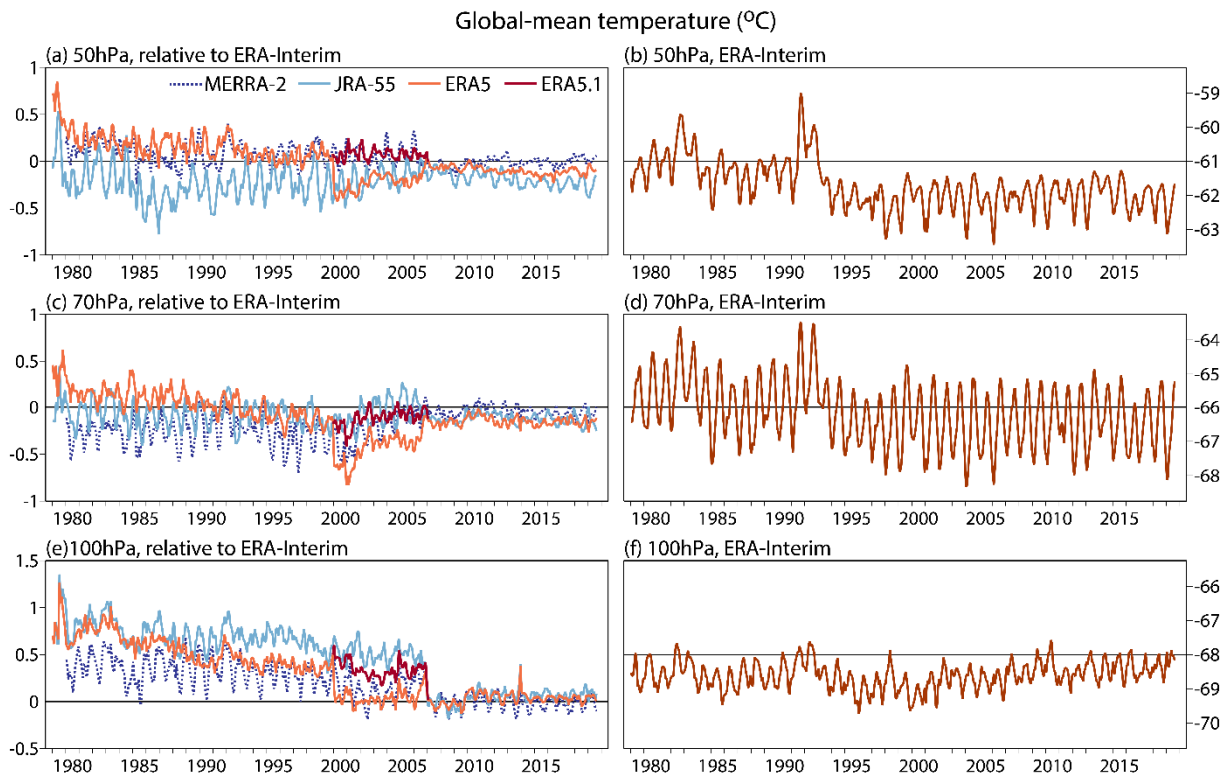 Global-mean temperature (ºC)
(a) 50hPa, relative to ERA-Interim
1
MERRA-2 JRA-55 ERA5 ERA5.1
0.5
0
-0.5
-1
1980 1985 1990 1995 2000 2005 2010 2015
(b) 50hPa, ERA-Interim
-59
-60
-61
-62
-63
1980 1985 1990 1995 2000 2005 2010 2015
(c) 70hPa, relative to ERA-Interim
1
0.5
0
-0.5
-1
1980 1985 1990 1995 2000 2005 2010 2015
(d) 70hPa, ERA-Interim
-64
-65
-66
-67
-68
1980 1985 1990 1995 2000 2005 2010 2015
(e)100hPa, relative to ERA-Interim
1.5
1
0.5
0
-0.5
1980 1985 1990 1995 2000 2005 2010 2015
(f) 100hPa, ERA-Interim
-66
-67
-68
-69
-70
1980 1985 1990 1995 2000 2005 2010 2015